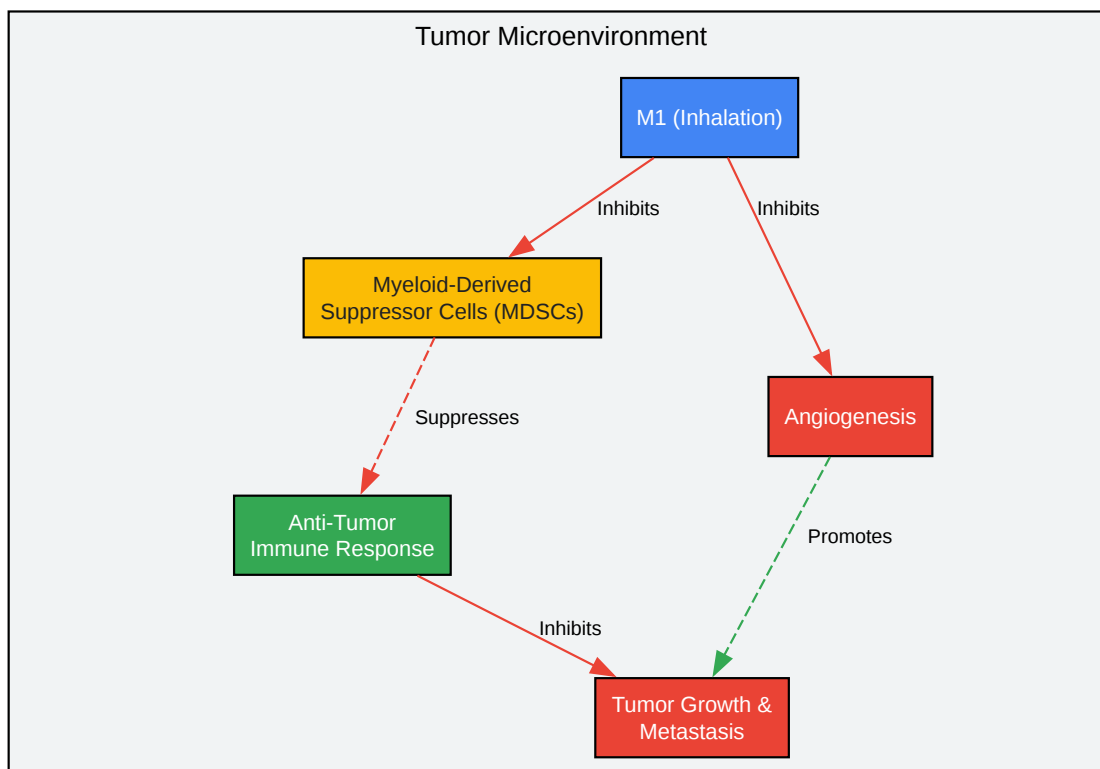 Tumor Microenvironment
M1 (Inhalation)
Inhibits
Inhibits
Myeloid-Derived
Suppressor Cells (MDSCs)
Angiogenesis
Suppresses
Anti-Tumor
Immune Response
Promotes
Inhibits
Tumor Growth &
Metastasis